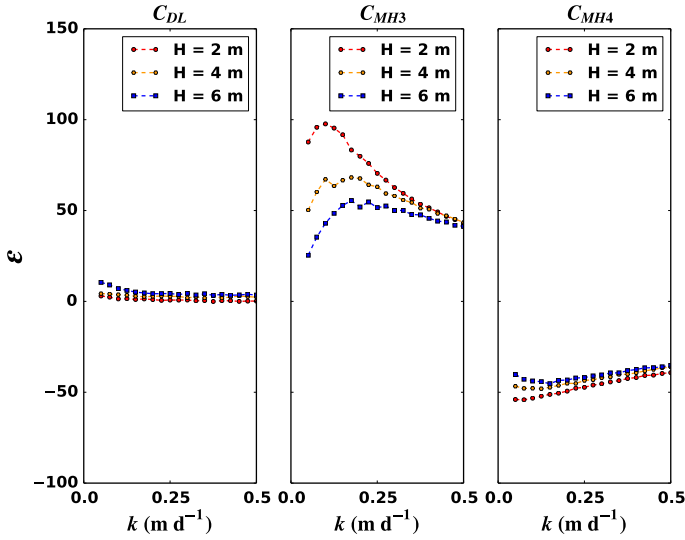 C_DL C_MH3 C_MH4
150
100
50
0
−50
−100
ε
H = 2 m
H = 4 m
H = 6 m
H = 2 m
H = 4 m
H = 6 m
H = 2 m
H = 4 m
H = 6 m
0.0 0.25 0.5 0.0 0.25 0.5 0.0 0.25 0.5
k (m d⁻¹) k (m d⁻¹) k (m d⁻¹)